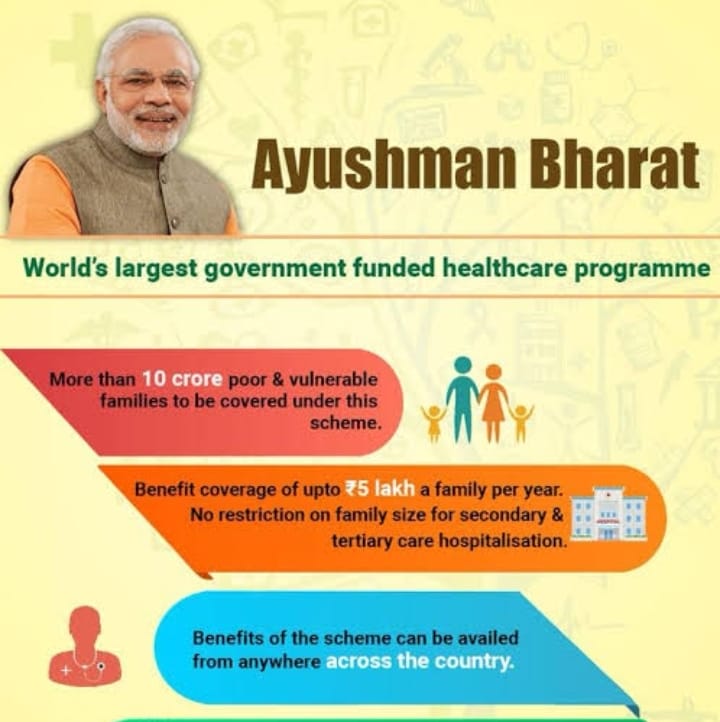 Ayushman Bharat
World's largest government funded healthcare programme
More than 10 crore poor & vulnerable
families to be covered under this
scheme.
Benefit coverage of upto ₹5 lakh a family per year.
No restriction on family size for secondary &
tertiary care hospitalisation.
HOSPITAL
Benefits of the scheme can be availed
from anywhere across the country.